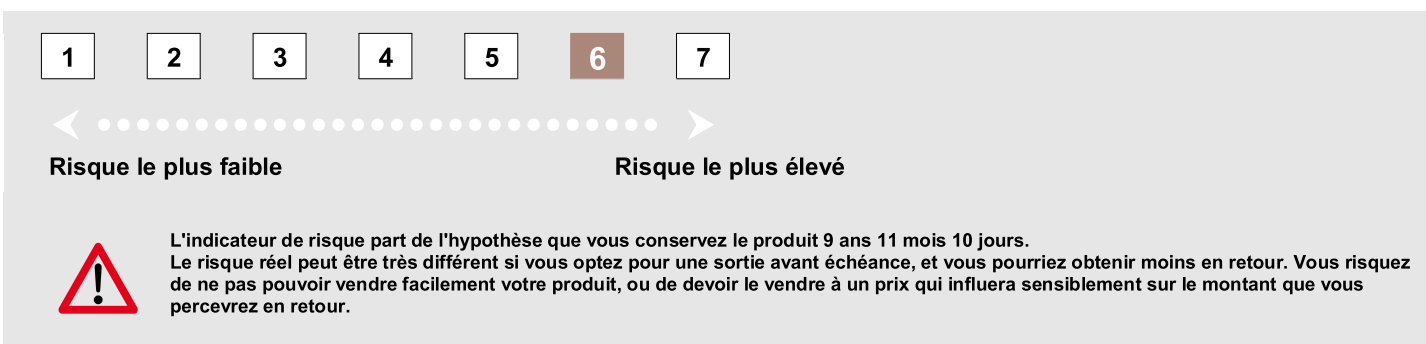 1 2 3 4 5 6 7
Risque le plus faible Risque le plus élevé
L'indicateur de risque part de l'hypothèse que vous conservez le produit 9 ans 11 mois 10 jours.
Le risque réel peut être très différent si vous optez pour une sortie avant échéance, et vous pourriez obtenir moins en retour. Vous risquez
de ne pas pouvoir vendre facilement votre produit, ou de devoir le vendre à un prix qui influera sensiblement sur le montant que vous
percevrez en retour.